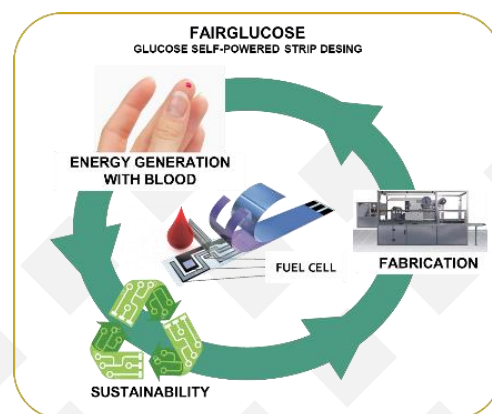 FAIRGLUCOSE
GLUCOSE SELF-POWERED STRIP DESING
ENERGY GENERATION
WITH BLOOD
FUEL CELL
FABRICATION
SUSTAINABILITY